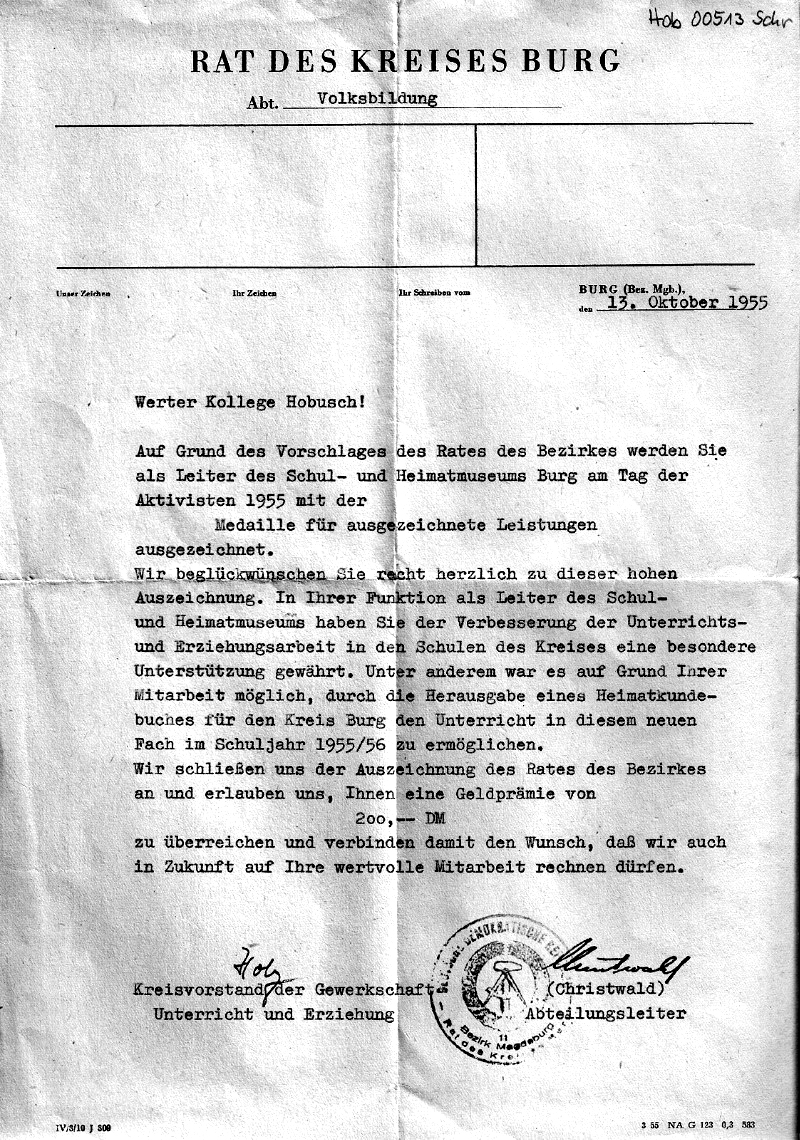 Hob 00513 Schr
RAT DES KREISES BURG
Abt. Volksbildung
Unser Zeichen Ihr Zeichen Ihr Schreiben vom BURG (Bez. Mgb.),
den 13. Oktober 1955
Werter Kollege Hobusch!
Auf Grund des Vorschlages des Rates des Bezirkes werden Sie
als Leiter des Schul- und Heimatmuseums Burg am Tag der
Aktivisten 1955 mit der
Medaille für ausgezeichnete Leistungen
ausgezeichnet.
Wir beglückwünschen Sie recht herzlich zu dieser hohen
Auszeichnung. In Ihrer Funktion als Leiter des Schul-
und Heimatmuseums haben Sie der Verbesserung der Unterrichts-
und Erziehungsarbeit in den Schulen des Kreises eine besondere
Unterstützung gewährt. Unter anderem war es auf Grund Ihrer
Mitarbeit möglich, durch die Herausgabe eines Heimatkunde-
buches für den Kreis Burg den Unterricht in diesem neuen
Fach im Schuljahr 1955/56 zu ermöglichen.
Wir schließen uns der Auszeichnung des Rates des Bezirkes
an und erlauben uns, Ihnen eine Geldprämie von
2oo,-- DM
zu überreichen und verbinden damit den Wunsch, daß wir auch
in Zukunft auf Ihre wertvolle Mitarbeit rechnen dürfen.
Kreisvorstand der Gewerkschaft (Christwald)
Unterricht und Erziehung Abteilungsleiter
DEMOKRATISCHE
11
Bezirk Magdeburg
Rat des
IV/3/10 J 309 3 55 NA G 123 0,3 583